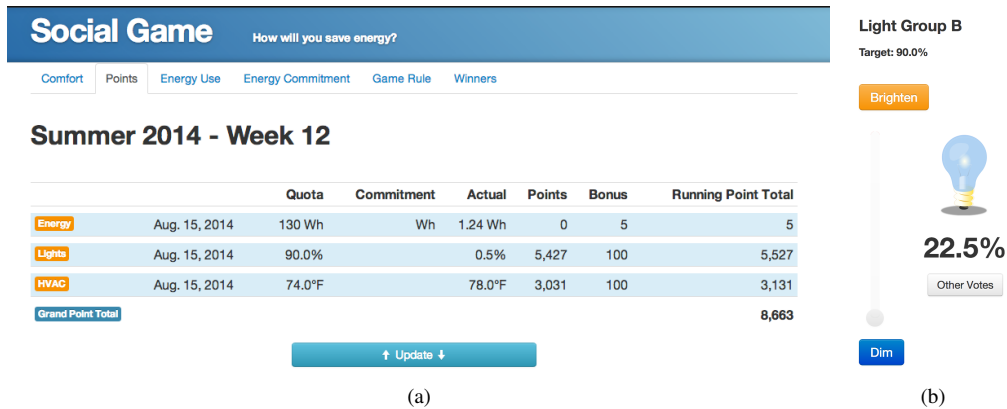 Social Game How will you save energy?
Comfort Points Energy Use Energy Commitment Game Rule Winners
Summer 2014 - Week 12
Quota Commitment Actual Points Bonus Running Point Total
Energy Aug. 15, 2014 130 Wh Wh 1.24 Wh 0 5 5
Lights Aug. 15, 2014 90.0% 0.5% 5,427 100 5,527
HVAC Aug. 15, 2014 74.0°F 78.0°F 3,031 100 3,131
Grand Point Total 8,663
↑ Update ↓
(a)
Light Group B
Target: 90.0%
Brighten
22.5%
Other Votes
Dim
(b)